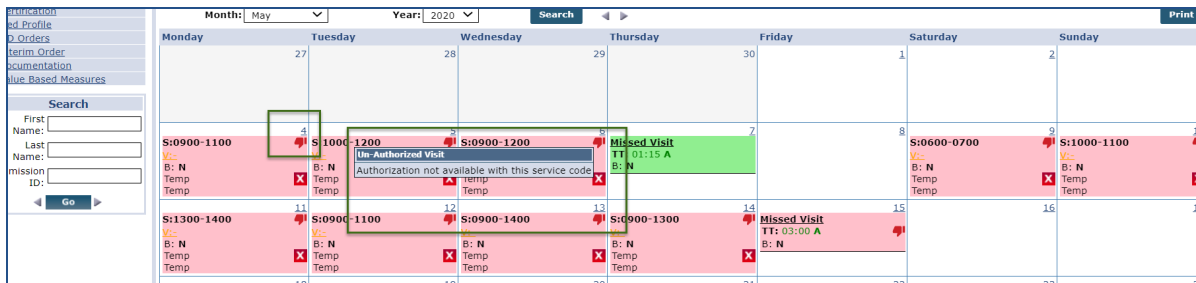 ertification
ed Profile
O Orders
nterim Order
ocumentation
alue Based Measures
Search
First Name:
Last Name:
mission ID:
Go
Month: May Year: 2020 Search Print
Monday Tuesday Wednesday Thursday Friday Saturday Sunday
27 28 29 30 1 2
4 5 6 7 8 9 1
S:0900-1100
V:-
B: N
Temp
X
Temp
S:1000-1200
B: N
Temp
X
Temp
S:0900-1200
Temp
X
Temp
Un-Authorized Visit
Authorization not available with this service code
Missed Visit
TT: 01:15 A
B: N
S:0600-0700
V:-
B: N
Temp
X
Temp
S:1000-1100
V:-
B: N
Temp
Temp
11 12 13 14 15 16 1
S:1300-1400
V:-
B: N
Temp
X
Temp
S:0900-1100
V:-
B: N
Temp
X
Temp
S:0900-1400
V:-
B: N
Temp
X
Temp
S:0900-1300
V:-
B: N
Temp
X
Temp
Missed Visit
TT: 03:00 A
B: N